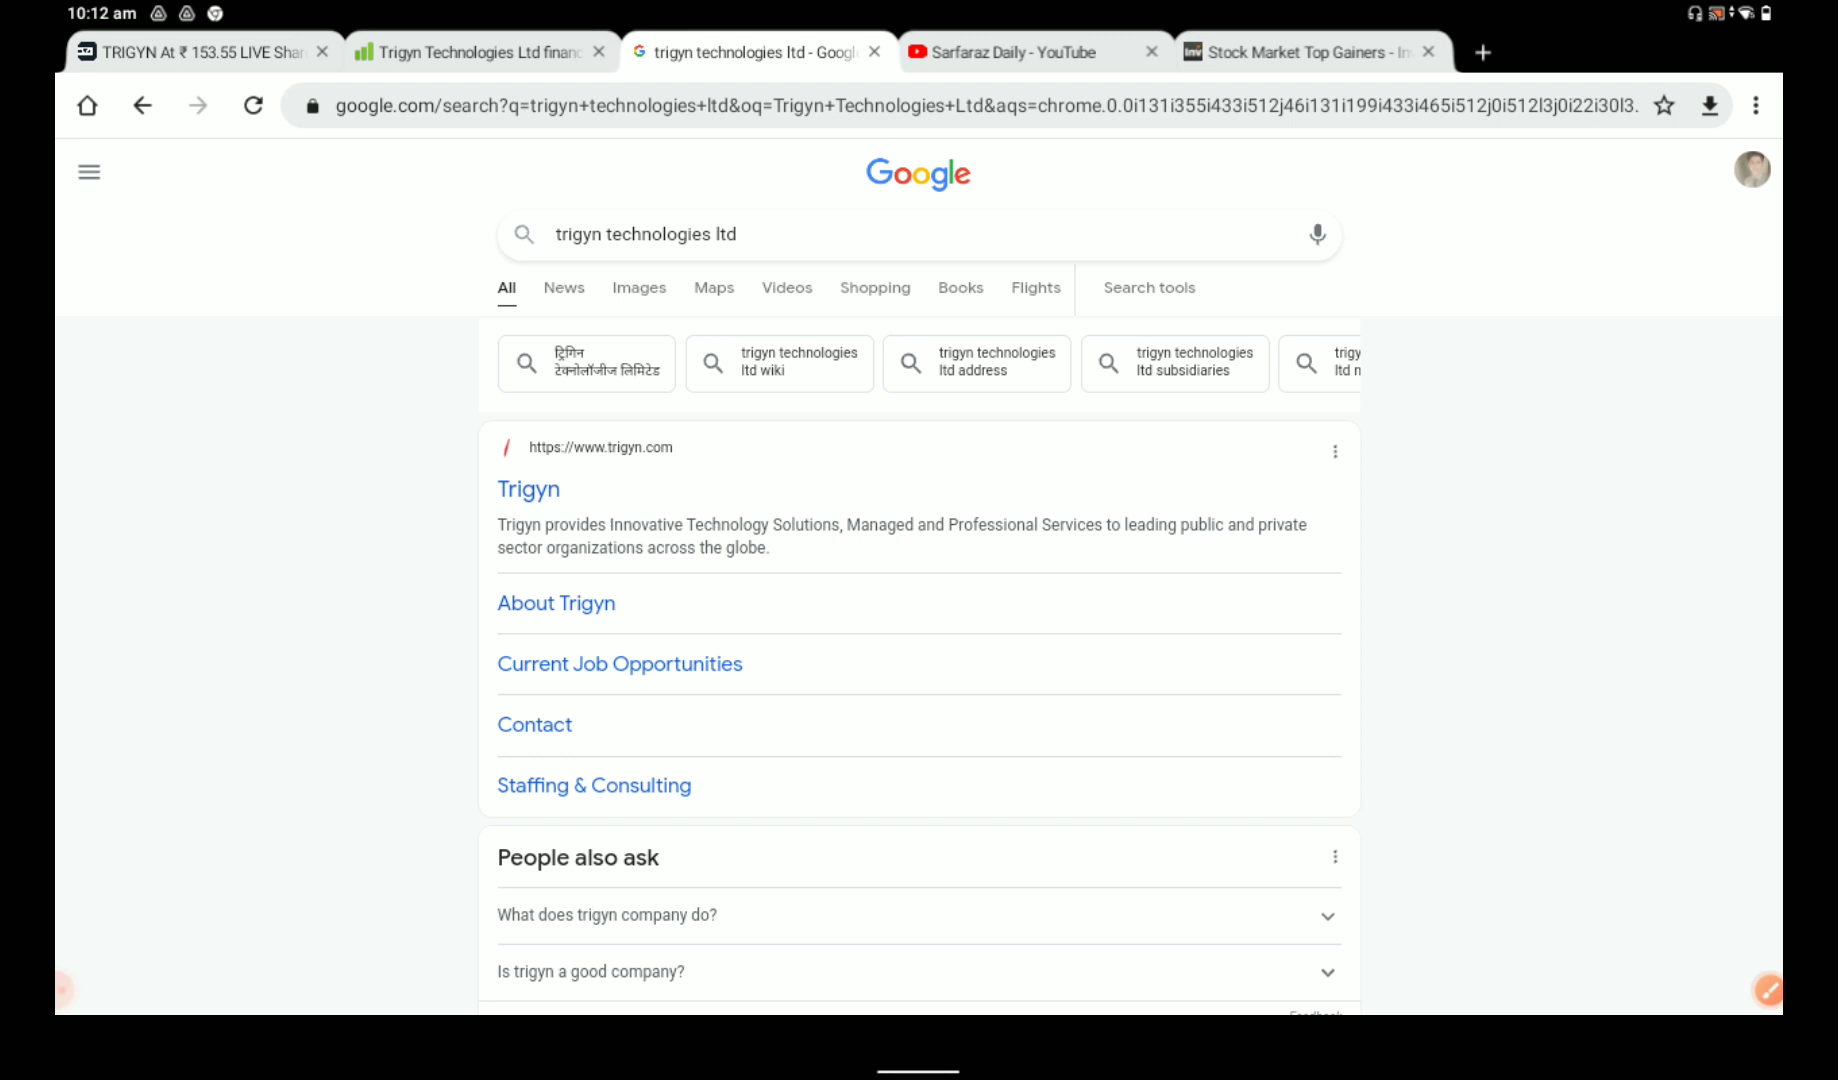 10:12 am
TRIGYN At ₹ 153.55 LIVE Shar
Trigyn Technologies Ltd financ
trigyn technologies ltd - Googl
Sarfaraz Daily - YouTube
Stock Market Top Gainers - In
google.com/search?q=trigyn+technologies+ltd&oq=Trigyn+Technologies+Ltd&aqs=chrome.0.0i131i355i433i512j46i131i199i433i465i512j0i512l3j0i22i30l3.
Google
trigyn technologies ltd
All News Images Maps Videos Shopping Books Flights Search tools
ट्रिगिन
टेक्नोलॉजीज लिमिटेड
trigyn technologies
ltd wiki
trigyn technologies
ltd address
trigyn technologies
ltd subsidiaries
trigy
ltd n
https://www.trigyn.com
Trigyn
Trigyn provides Innovative Technology Solutions, Managed and Professional Services to leading public and private
sector organizations across the globe.
About Trigyn
Current Job Opportunities
Contact
Staffing & Consulting
People also ask
What does trigyn company do?
Is trigyn a good company?